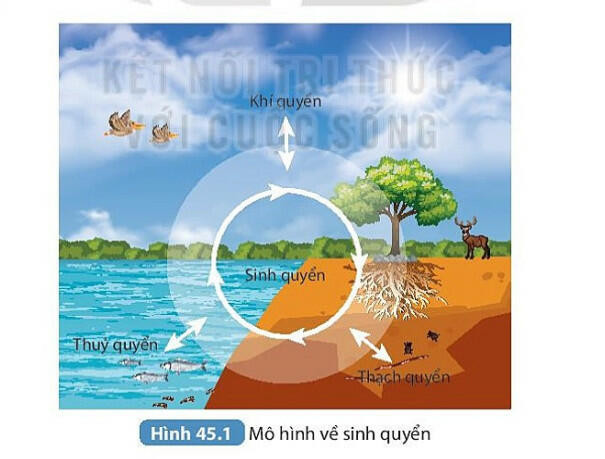 KẾT NỐI TRI THỨC
VỚI CUỘC SỐNG
Khí quyển
Sinh quyển
Thuỷ quyển
Thạch quyển
Hình 45.1 Mô hình về sinh quyển